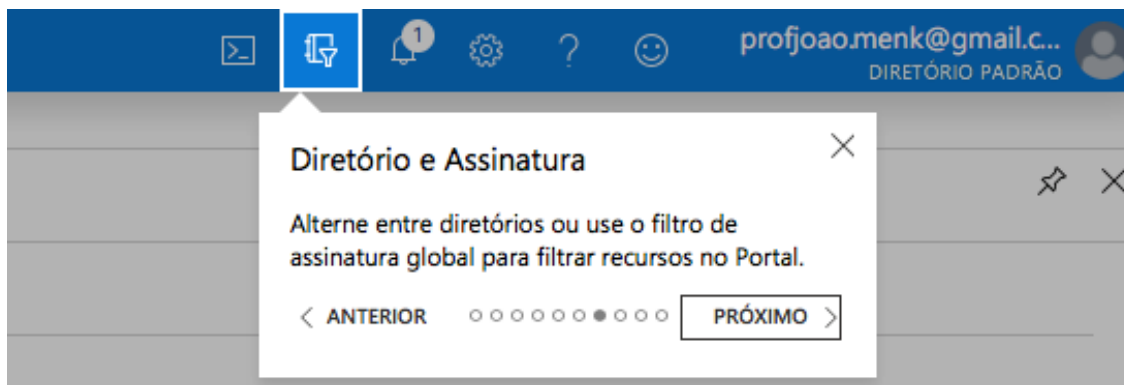 1
profjoao.menk@gmail.c...
DIRETÓRIO PADRÃO
Diretório e Assinatura
Alterne entre diretórios ou use o filtro de
assinatura global para filtrar recursos no Portal.
ANTERIOR
PRÓXIMO